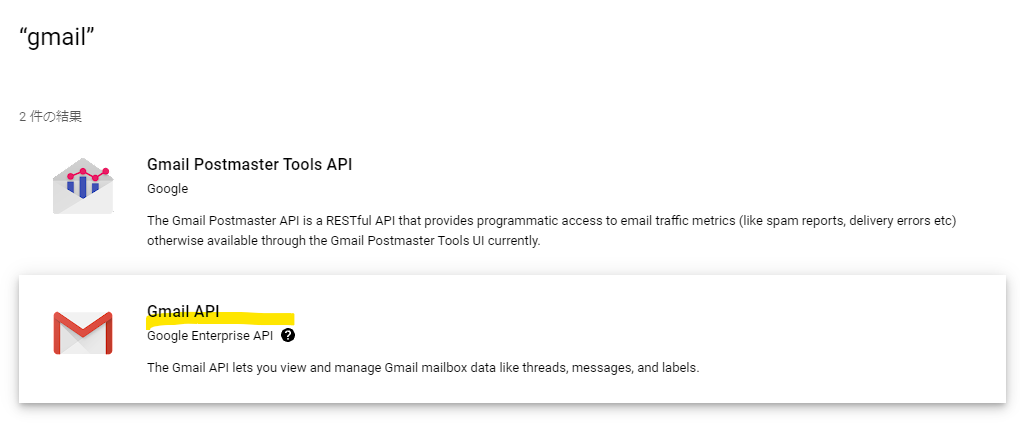 “gmail”
2 件の結果
Gmail Postmaster Tools API
Google
The Gmail Postmaster API is a RESTful API that provides programmatic access to email traffic metrics (like spam reports, delivery errors etc)
otherwise available through the Gmail Postmaster Tools UI currently.
Gmail API
Google Enterprise API ?
The Gmail API lets you view and manage Gmail mailbox data like threads, messages, and labels.